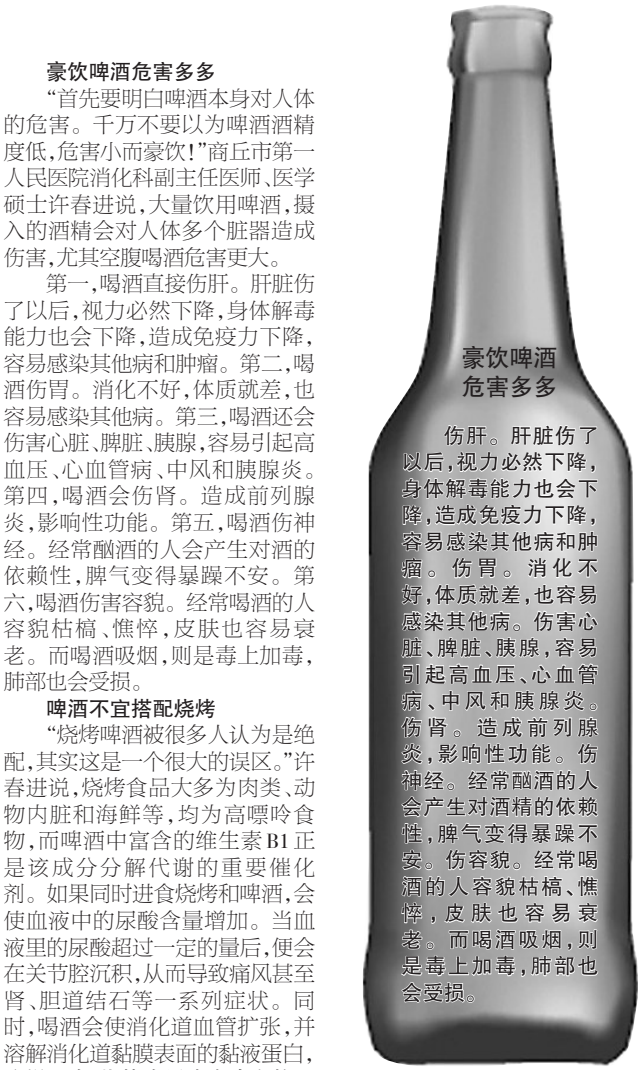 豪饮啤酒危害多多
“首先要明白啤酒本身对人体
的危害。千万不要以为啤酒酒精
度低，危害小而豪饮！”商丘市第一
人民医院消化科副主任医师、医学
硕士许春进说，大量饮用啤酒，摄
入的酒精会对人体多个脏器造成
伤害，尤其空腹喝酒危害更大。
第一，喝酒直接伤肝。肝脏伤
了以后，视力必然下降，身体解毒
能力也会下降，造成免疫力下降，
容易感染其他病和肿瘤。第二，喝
酒伤胃。消化不好，体质就差，也
容易感染其他病。第三，喝酒还会
伤害心脏、脾脏、胰腺，容易引起高
血压、心血管病、中风和胰腺炎。
第四，喝酒会伤肾。造成前列腺
炎，影响性功能。第五，喝酒伤神
经。经常酗酒的人会产生对酒的
依赖性，脾气变得暴躁不安。第
六，喝酒伤害容貌。经常喝酒的人
容貌枯槁、憔悴，皮肤也容易衰
老。而喝酒吸烟，则是毒上加毒，
肺部也会受损。
啤酒不宜搭配烧烤
“烧烤啤酒被很多人认为是绝
配，其实这是一个很大的误区。”许
春进说，烧烤食品大多为肉类、动
物内脏和海鲜等，均为高嘌呤食
物，而啤酒中富含的维生素B1正
是该成分分解代谢的重要催化
剂。如果同时进食烧烤和啤酒，会
使血液中的尿酸含量增加。当血
液里的尿酸超过一定的量后，便会
在关节腔沉积，从而导致痛风甚至
肾、胆道结石等一系列症状。同
时，喝酒会使消化道血管扩张，并
溶解消化道黏膜表面的黏液蛋白，
豪饮啤酒
危害多多
伤肝。肝脏伤了
以后，视力必然下降，
身体解毒能力也会下
降，造成免疫力下降，
容易感染其他病和肿
瘤。伤胃。消化不
好，体质就差，也容易
感染其他病。伤害心
脏、脾脏、胰腺，容易
引起高血压、心血管
病、中风和胰腺炎。
伤肾。造成前列腺
炎，影响性功能。伤
神经。经常酗酒的人
会产生对酒精的依赖
性，脾气变得暴躁不
安。伤容貌。经常喝
酒的人容貌枯槁、憔
悴，皮肤也容易衰
老。而喝酒吸烟，则
是毒上加毒，肺部也
会受损。